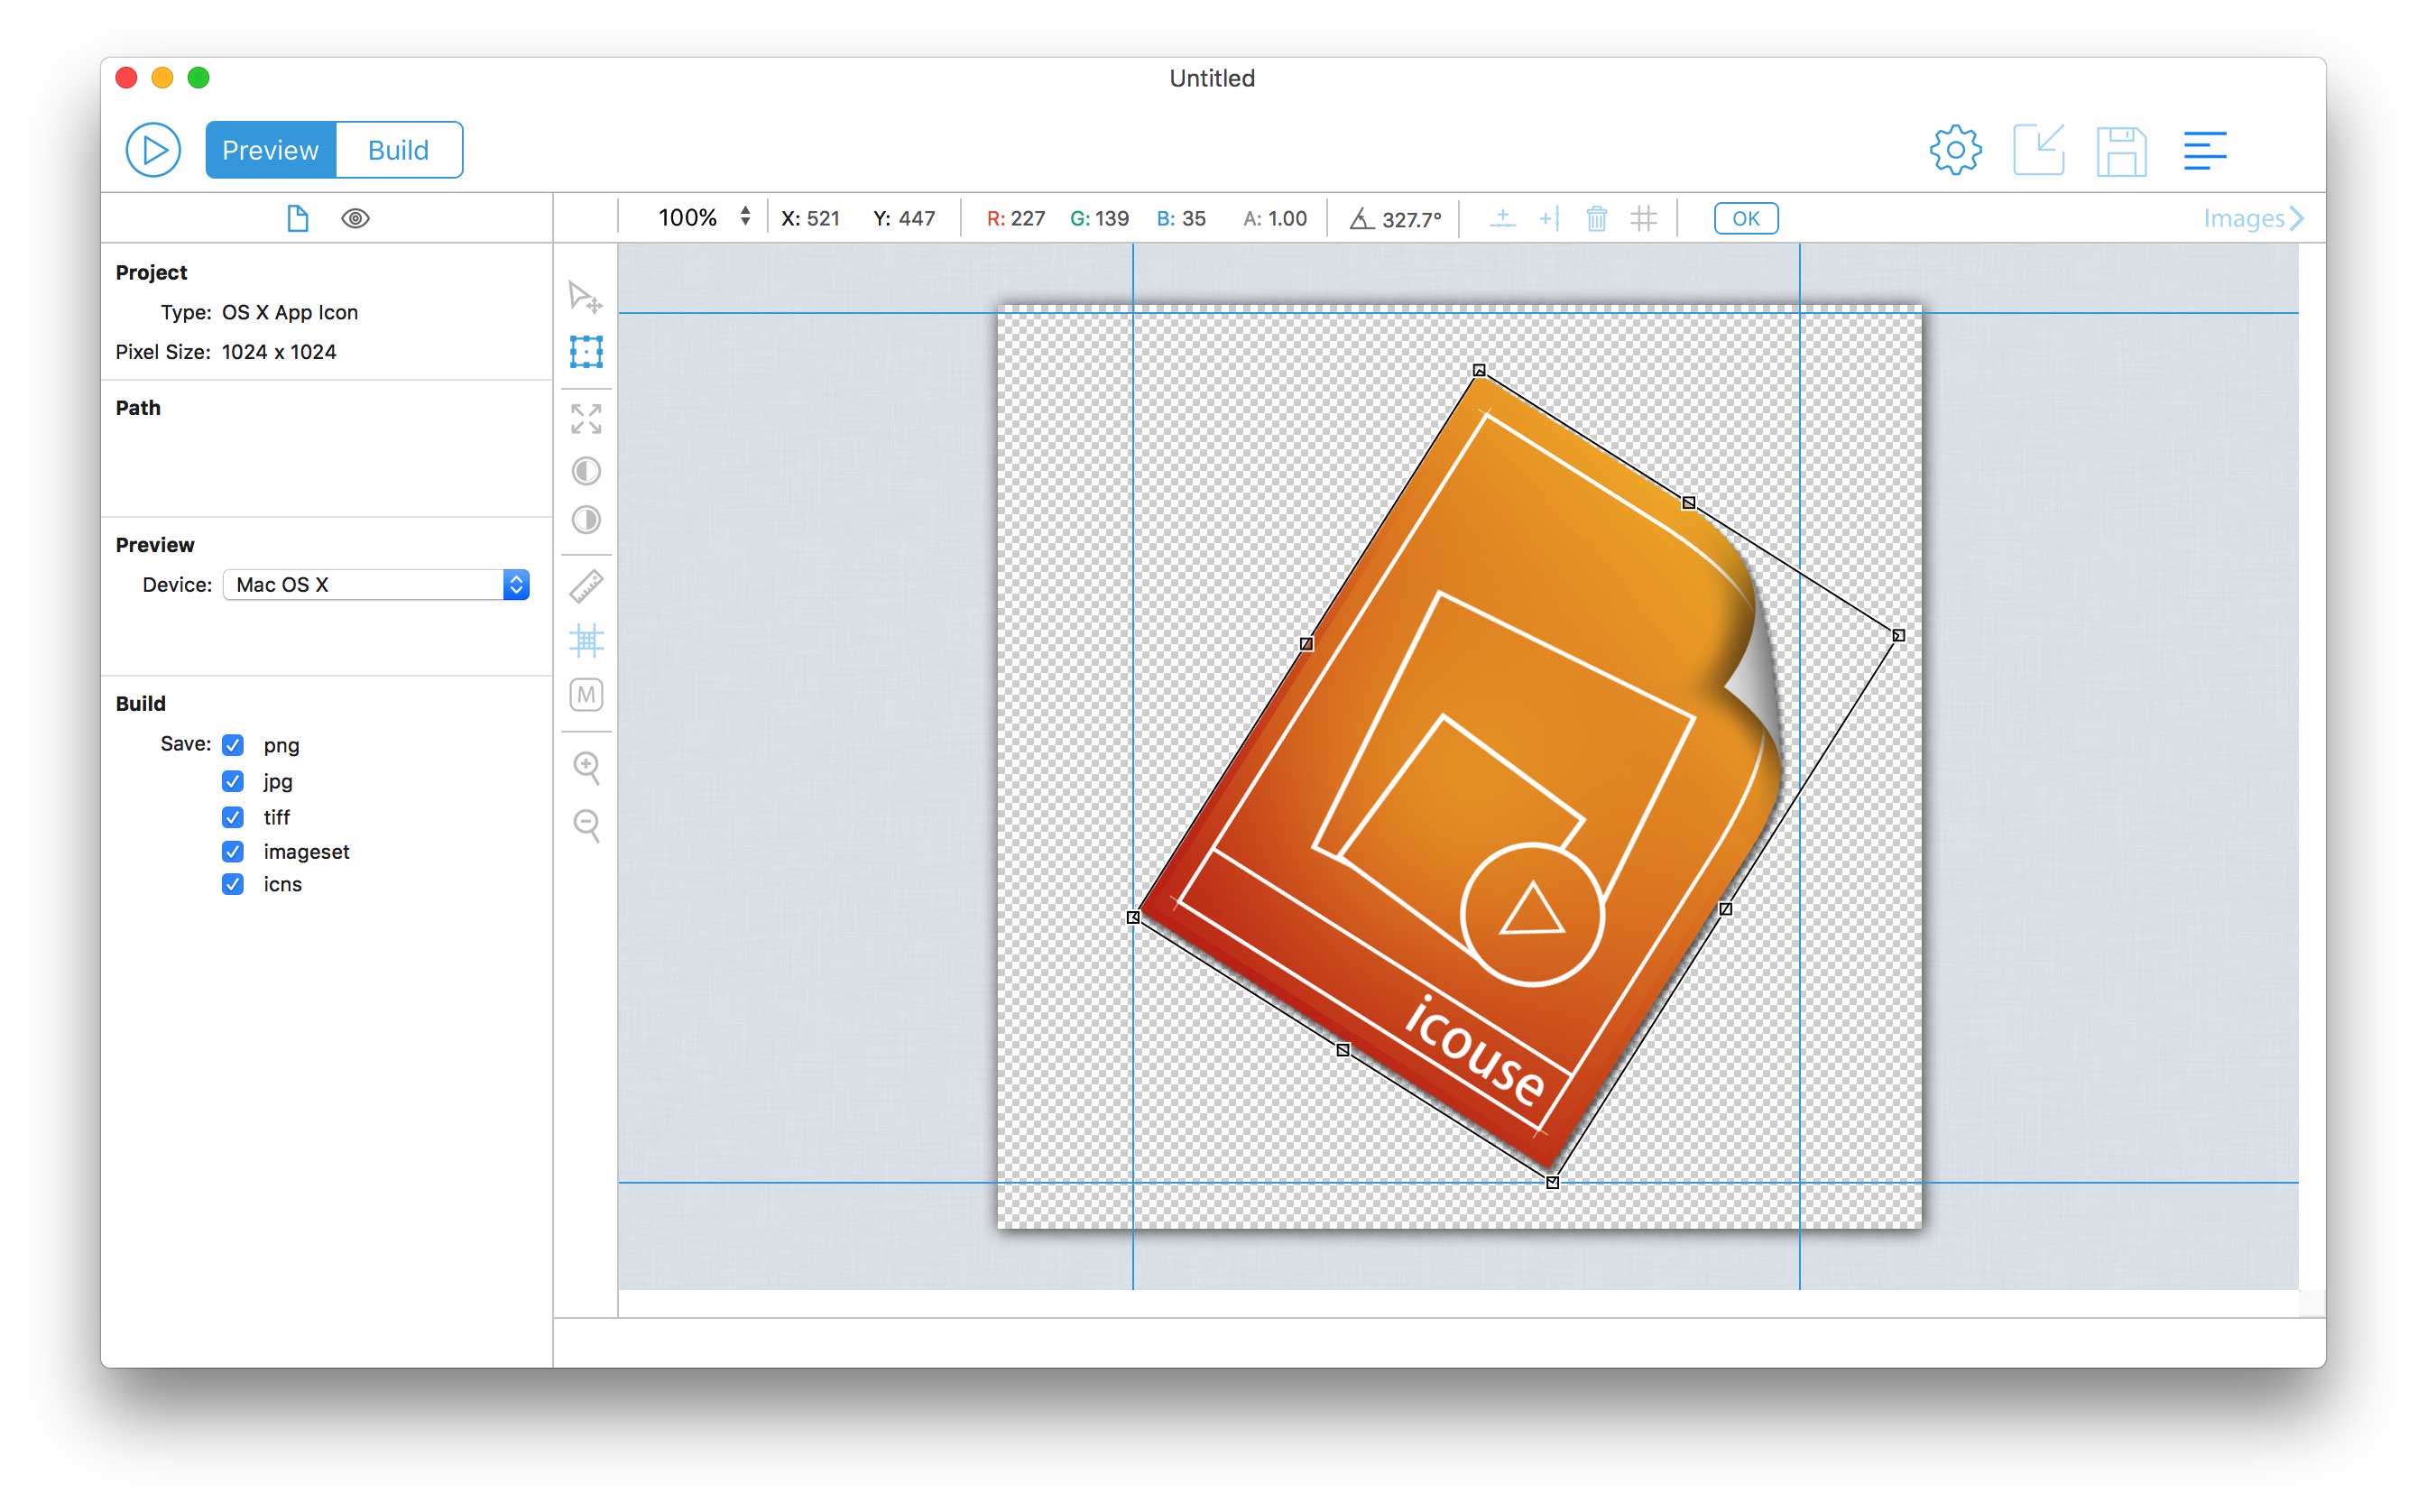 Untitled
Preview Build
100% X: 521 Y: 447 R: 227 G: 139 B: 35 A: 1.00 327.7° OK Images
Project
Type: OS X App Icon
Pixel Size: 1024 x 1024
Path
Preview
Device: Mac OS X
Build
Save: png
jpg
tiff
imageset
icns
M
icouse